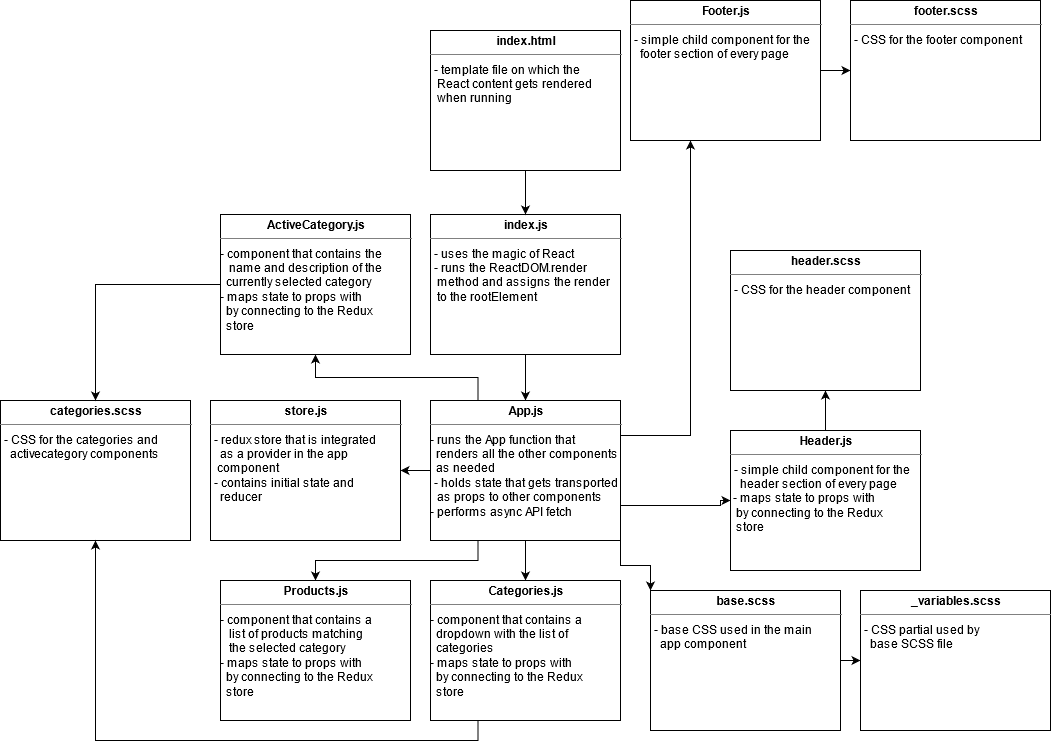 Footer.js
- simple child component for the
footer section of every page
footer.scss
- CSS for the footer component
index.html
- template file on which the
React content gets rendered
when running
ActiveCategory.js
- component that contains the
name and description of the
currently selected category
- maps state to props with
by connecting to the Redux
store
index.js
- uses the magic of React
- runs the ReactDOM.render
method and assigns the render
to the rootElement
header.scss
- CSS for the header component
categories.scss
- CSS for the categories and
activecategory components
store.js
- redux store that is integrated
as a provider in the app
component
- contains initial state and
reducer
App.js
- runs the App function that
renders all the other components
as needed
- holds state that gets transported
as props to other components
- performs async API fetch
Header.js
- simple child component for the
header section of every page
- maps state to props with
by connecting to the Redux
store
Products.js
- component that contains a
list of products matching
the selected category
- maps state to props with
by connecting to the Redux
store
Categories.js
- component that contains a
dropdown with the list of
categories
- maps state to props with
by connecting to the Redux
store
base.scss
- base CSS used in the main
app component
_variables.scss
- CSS partial used by
base SCSS file